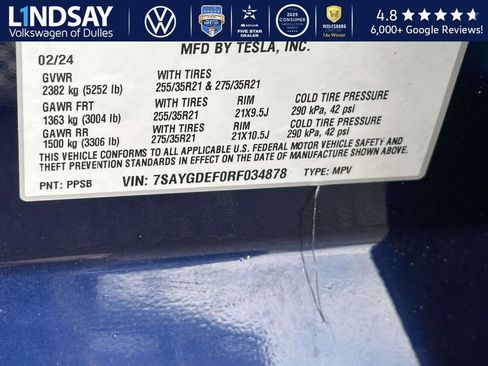 LINDSAY
Volkswagen of Dulles
2025
CONSUMER
WOLFSBURG
14x Winner
4.8 ★★★★★
6,000+ Google Reviews!
MFD BY TESLA, INC.
02/24
GVWR WITH TIRES
2382 kg (5252 lb) 255/35R21 & 275/35R21
GAWR FRT WITH TIRES RIM COLD TIRE PRESSURE
1363 kg (3004 lb) 255/35R21 21X9.5J 290 kPa, 42 psi
GAWR RR WITH TIRES RIM COLD TIRE PRESSURE
1500 kg (3306 lb) 275/35R21 21X10.5J 290 kPa, 42 psi
THIS VEHICLE CONFORMS TO ALL APPLICABLE U.S. FEDERAL MOTOR VEHICLE SAFETY AND
THEFT PREVENTION STANDARDS IN EFFECT ON THE DATE OF MANUFACTURE SHOWN ABOVE.
PNT: PPSB VIN: 7SAYGDEF0RF034878 TYPE: MPV